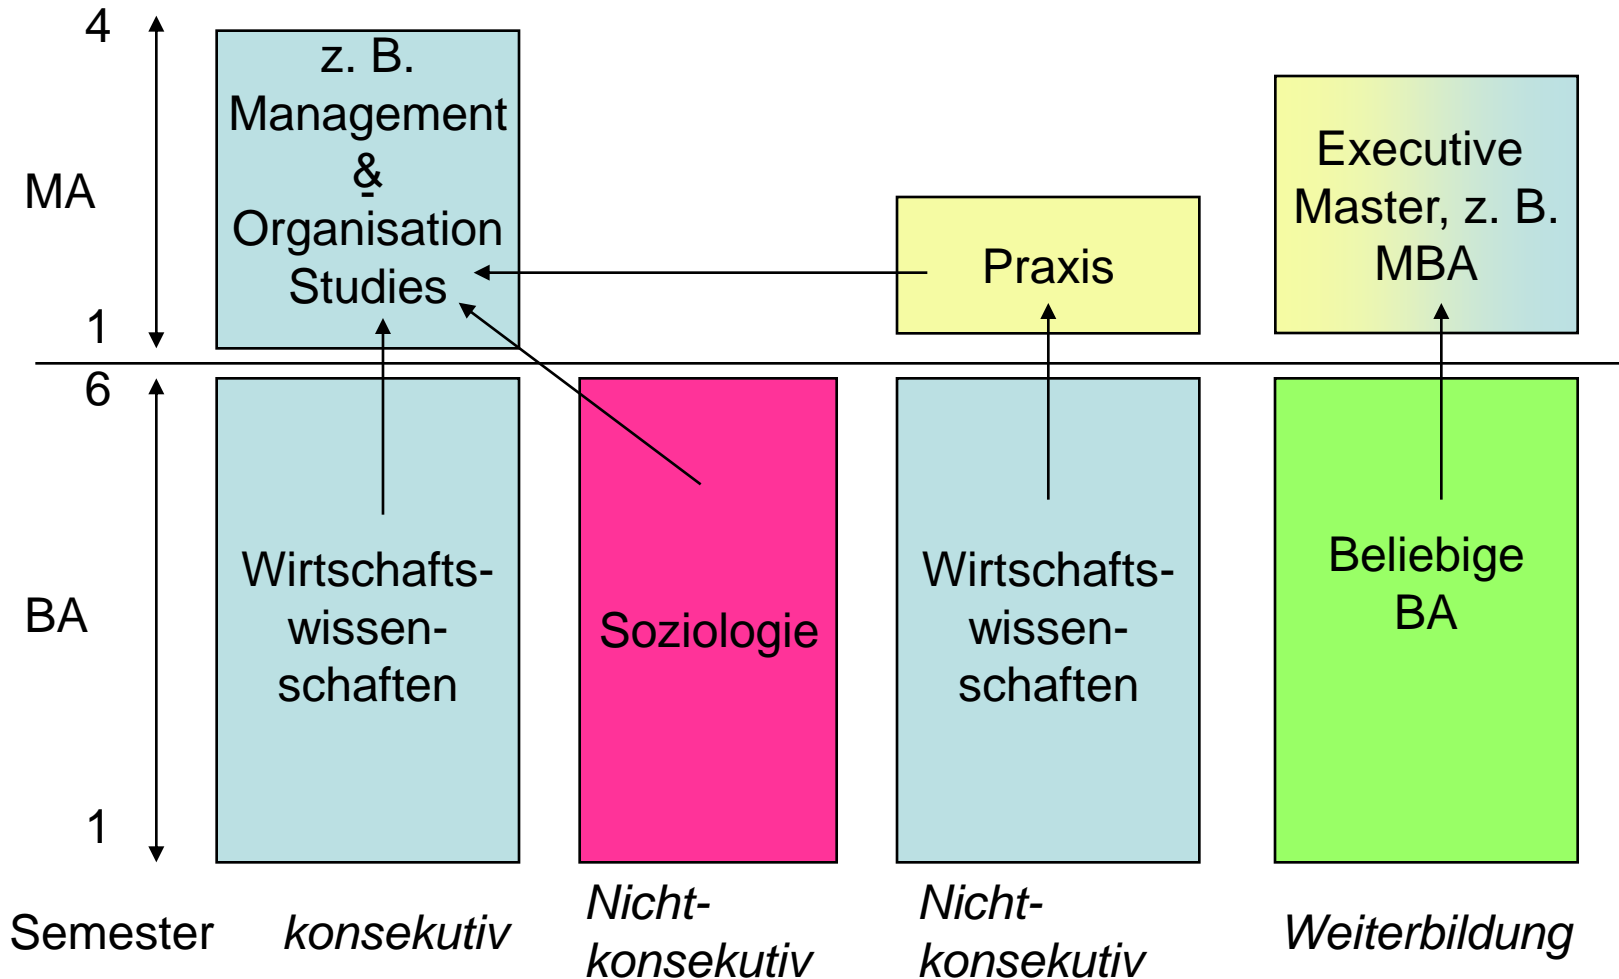 4
z. B.
Management
&
Organisation
Studies
MA
1
Praxis
Executive
Master, z. B.
MBA
6
Wirtschafts-
wissen-
schaften
BA
1
Soziologie
Wirtschafts-
wissen-
schaften
Beliebige
BA
Semester
konsekutiv
Nicht-
konsekutiv
Nicht-
konsekutiv
Weiterbildung